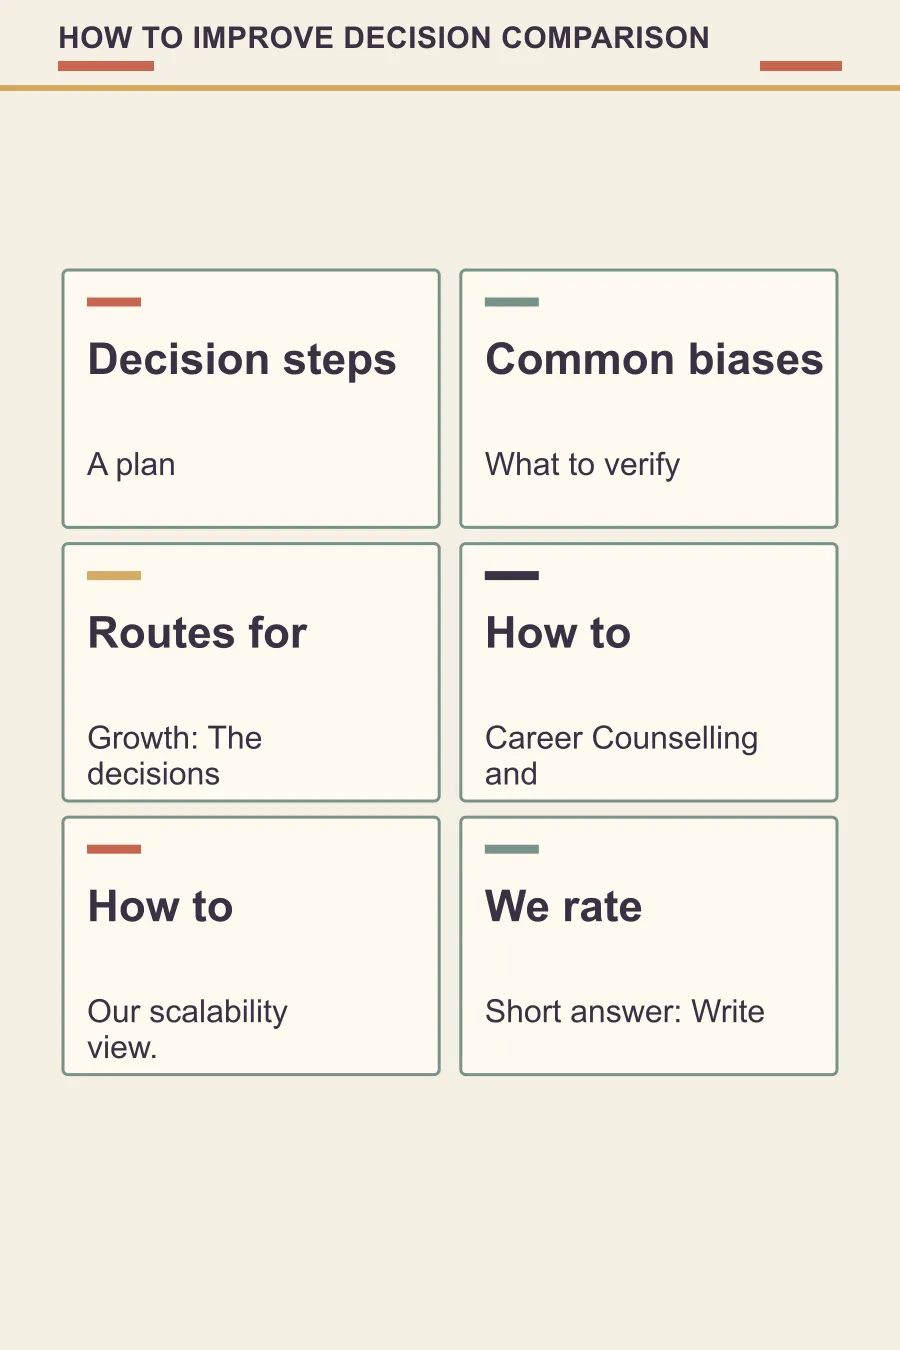 HOW TO IMPROVE DECISION COMPARISON
Decision steps
A plan
Common biases
What to verify
Routes for
Growth: The
decisions
How to
Career Counselling
and
How to
Our scalability
view.
We rate
Short answer: Write